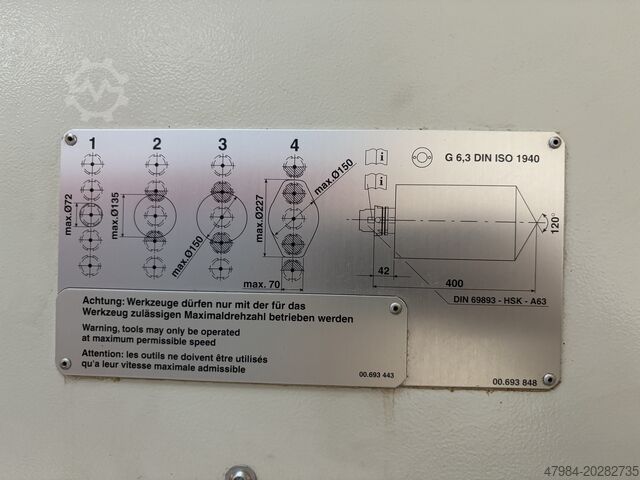 1 2 3 4
G 6,3 DIN ISO 1940
max.Ø72
max.Ø135
max.Ø150
max.Ø227
max.Ø150
max. 70
42
400
120°
DIN 69893 - HSK - A63
Achtung: Werkzeuge dürfen nur mit der für das
Werkzeug zulässigen Maximaldrehzahl betrieben werden
Warning, tools may only be operated
at maximum permissible speed
Attention: les outils ne doivent être utilisés
qu'a leur vitesse maximale admissible
00.693 443
00.693 848
47984-20282735